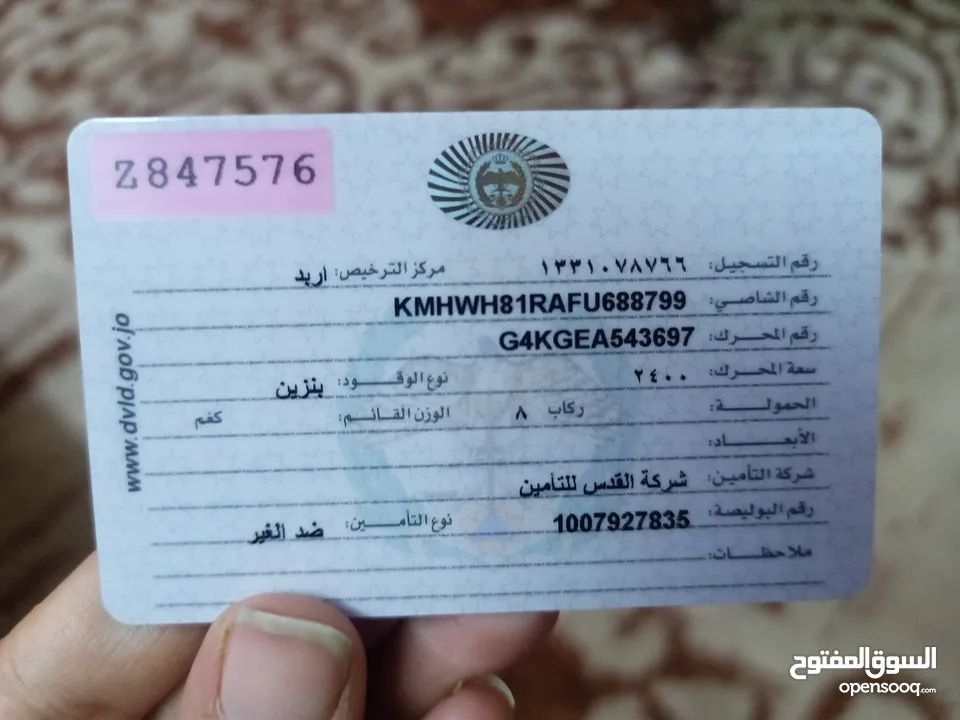 Z847576
رقم التسجيل: ١٣٣١٠٧٨٧٦٦ مركز الترخيص: اربد
رقم الشاصي: KMHWH81RAFU688799
رقم المحرك: G4KGEA543697
سعة المحرك: ٢٤٠٠ نوع الوقود: بنزين
الحمولة: ركاب ٨ الوزن القائم: كغم
الأبعاد:
شركة التأمين: شركة القدس للتأمين
رقم البوليصة: 1007927835 نوع التأمين: ضد الغير
ملاحظات:
www.dvld.gov.jo
السوق المفتوح
opensooq.com